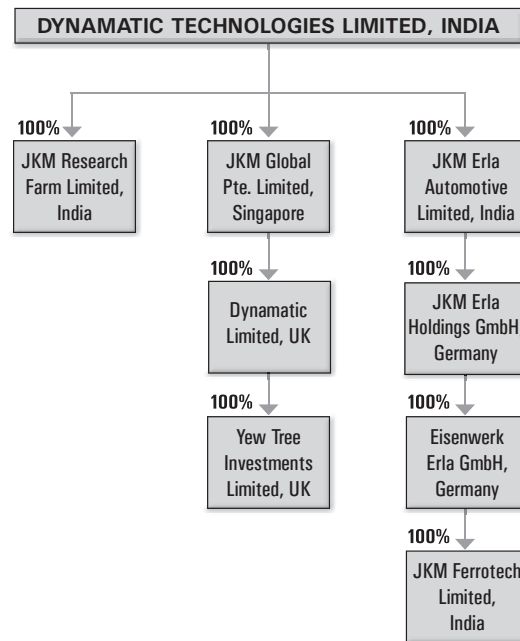 DYNAMATIC TECHNOLOGIES LIMITED, INDIA
100%
JKM Research
Farm Limited,
India
100%
JKM Global
Pte. Limited,
Singapore
100%
Dynamatic
Limited, UK
100%
Yew Tree
Investments
Limited, UK
100%
JKM Erla
Automotive
Limited, India
100%
JKM Erla
Holdings GmbH,
Germany
100%
Eisenwerk
Erla GmbH,
Germany
100%
JKM Ferrotech
Limited,
India